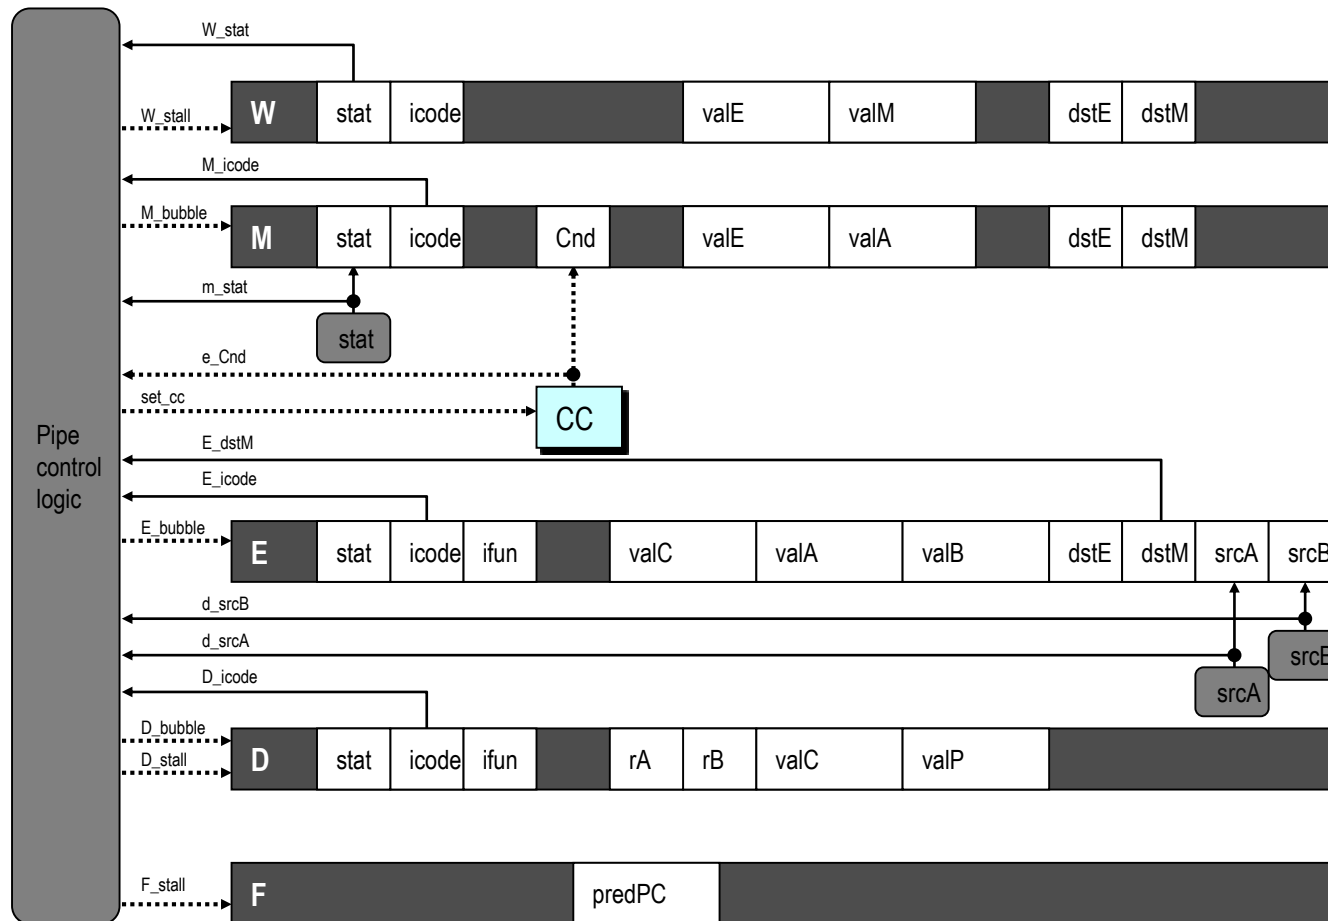 W_stat
W_stall
W stat icode valE valM dstE dstM
M_icode
M_bubble
M stat icode Cnd valE valA dstE dstM
m_stat
stat
e_Cnd
set_cc
CC
Pipe
control
logic
E_dstM
E_icode
E_bubble
E stat icode ifun valC valA valB dstE dstM srcA srcB
d_srcB
d_srcA
srcB
srcA
D_icode
D_bubble
D_stall
D stat icode ifun rA rB valC valP
F_stall
F predPC